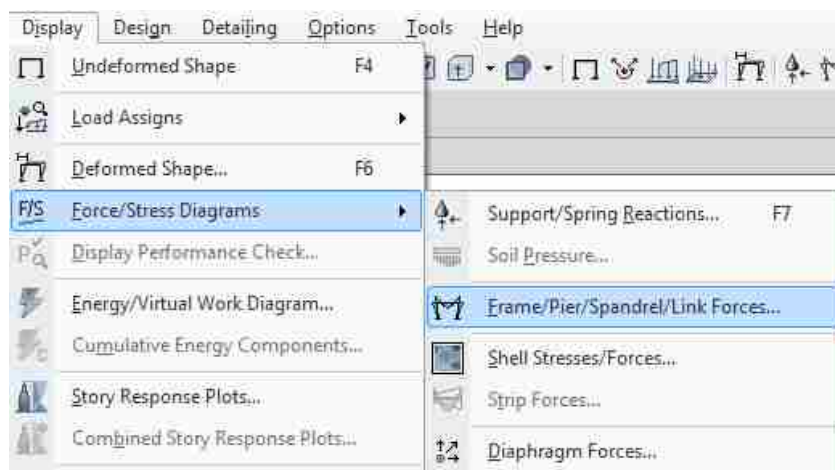 Display Design Detailing Options Tools Help
Undeformed Shape F4
Load Assigns
Deformed Shape... F6
F/S Force/Stress Diagrams
Display Performance Check...
Energy/Virtual Work Diagram...
Cumulative Energy Components...
Story Response Plots...
Combined Story Response Plots...
Support/Spring Reactions... F7
Soil Pressure...
Frame/Pier/Spandrel/Link Forces...
Shell Stresses/Forces...
Strip Forces...
Diaphragm Forces...